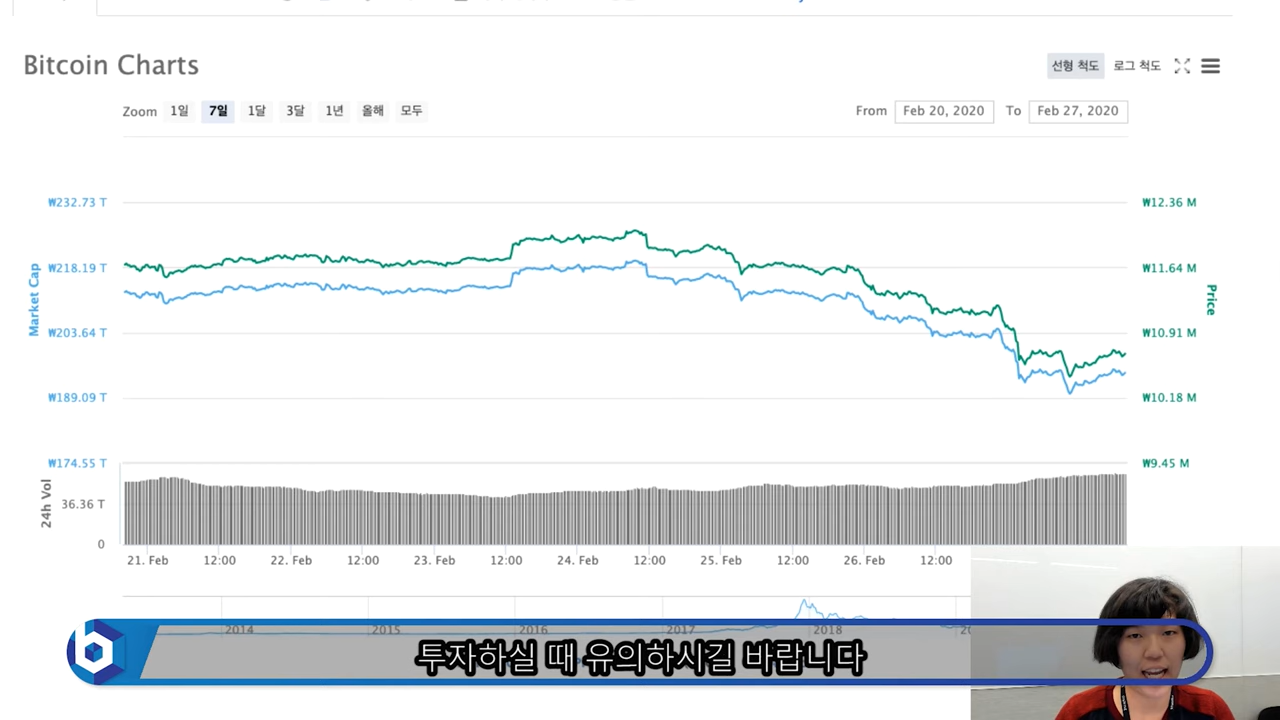 Bitcoin Charts
선형 척도 로그 척도
Zoom 1일 7일 1달 3달 1년 올해 모두
From Feb 20, 2020 To Feb 27, 2020
₩232.73 T ₩12.36 M
₩218.19 T ₩11.64 M
₩203.64 T ₩10.91 M
₩189.09 T ₩10.18 M
₩174.55 T ₩9.45 M
Market Cap
Price
24h Vol
36.36 T
0
21. Feb 12:00 22. Feb 12:00 23. Feb 12:00 24. Feb 12:00 25. Feb 12:00 26. Feb 12:00
2014 2015 2016 2017 2018
b
투자하실 때 유의하시길 바랍니다